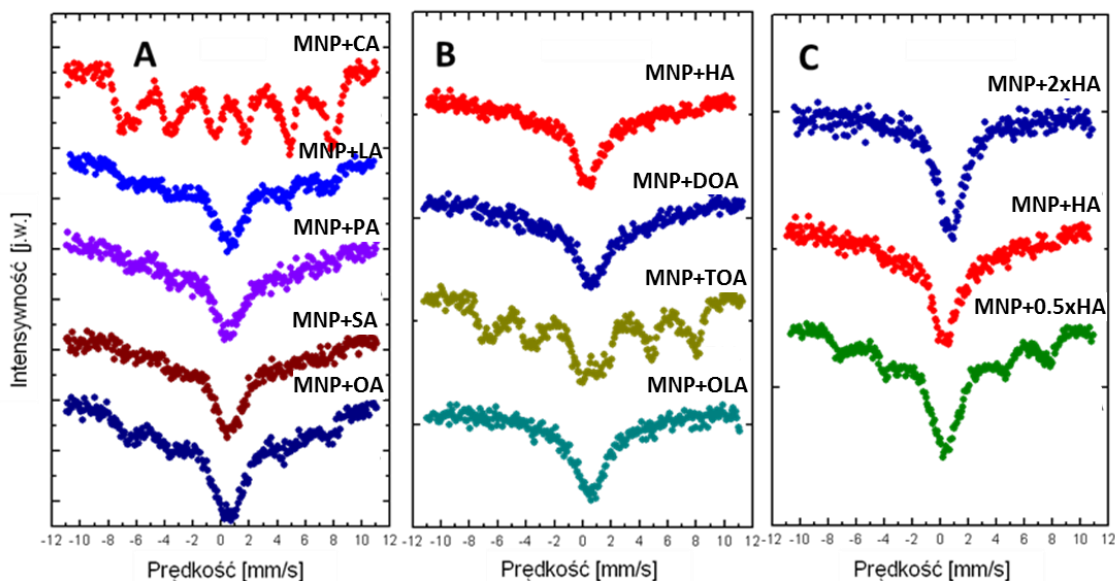 A
MNP+CA
MNP+LA
MNP+PA
MNP+SA
MNP+OA
B
MNP+HA
MNP+DOA
MNP+TOA
MNP+OLA
C
MNP+2xHA
MNP+HA
MNP+0.5xHA
Intensywność [j.w.]
-12 -10 -8 -6 -4 -2 0 2 4 6 8 10 12
-12 -10 -8 -6 -4 -2 0 2 4 6 8 10 12
-12 -10 -8 -6 -4 -2 0 2 4 6 8 10 12
Prędkość [mm/s]
Prędkość [mm/s]
Prędkość [mm/s]